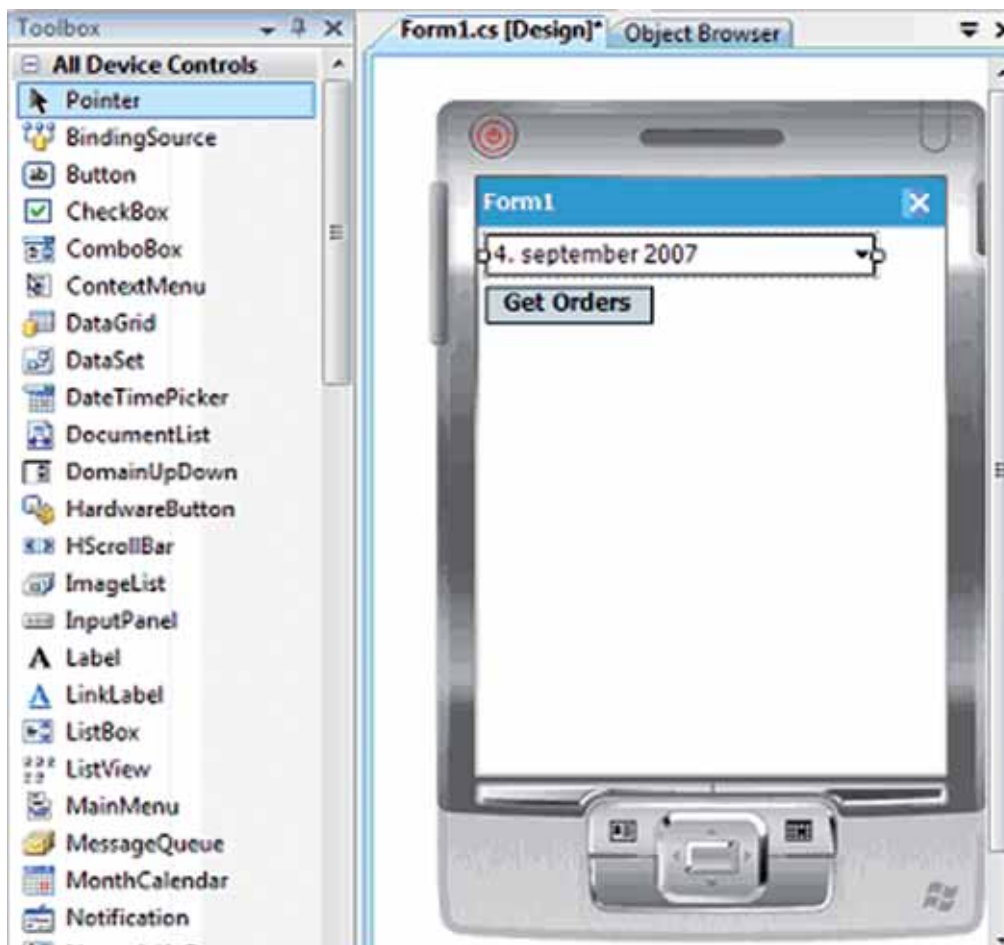 Toolbox
All Device Controls
Pointer
BindingSource
Button
CheckBox
ComboBox
ContextMenu
DataGrid
DataSet
DateTimePicker
DocumentList
DomainUpDown
HardwareButton
HScrollBar
ImageList
InputPanel
Label
LinkLabel
ListBox
ListView
MainMenu
MessageQueue
MonthCalendar
Notification
Form1.cs [Design]* Object Browser
Form1
4. september 2007
Get Orders